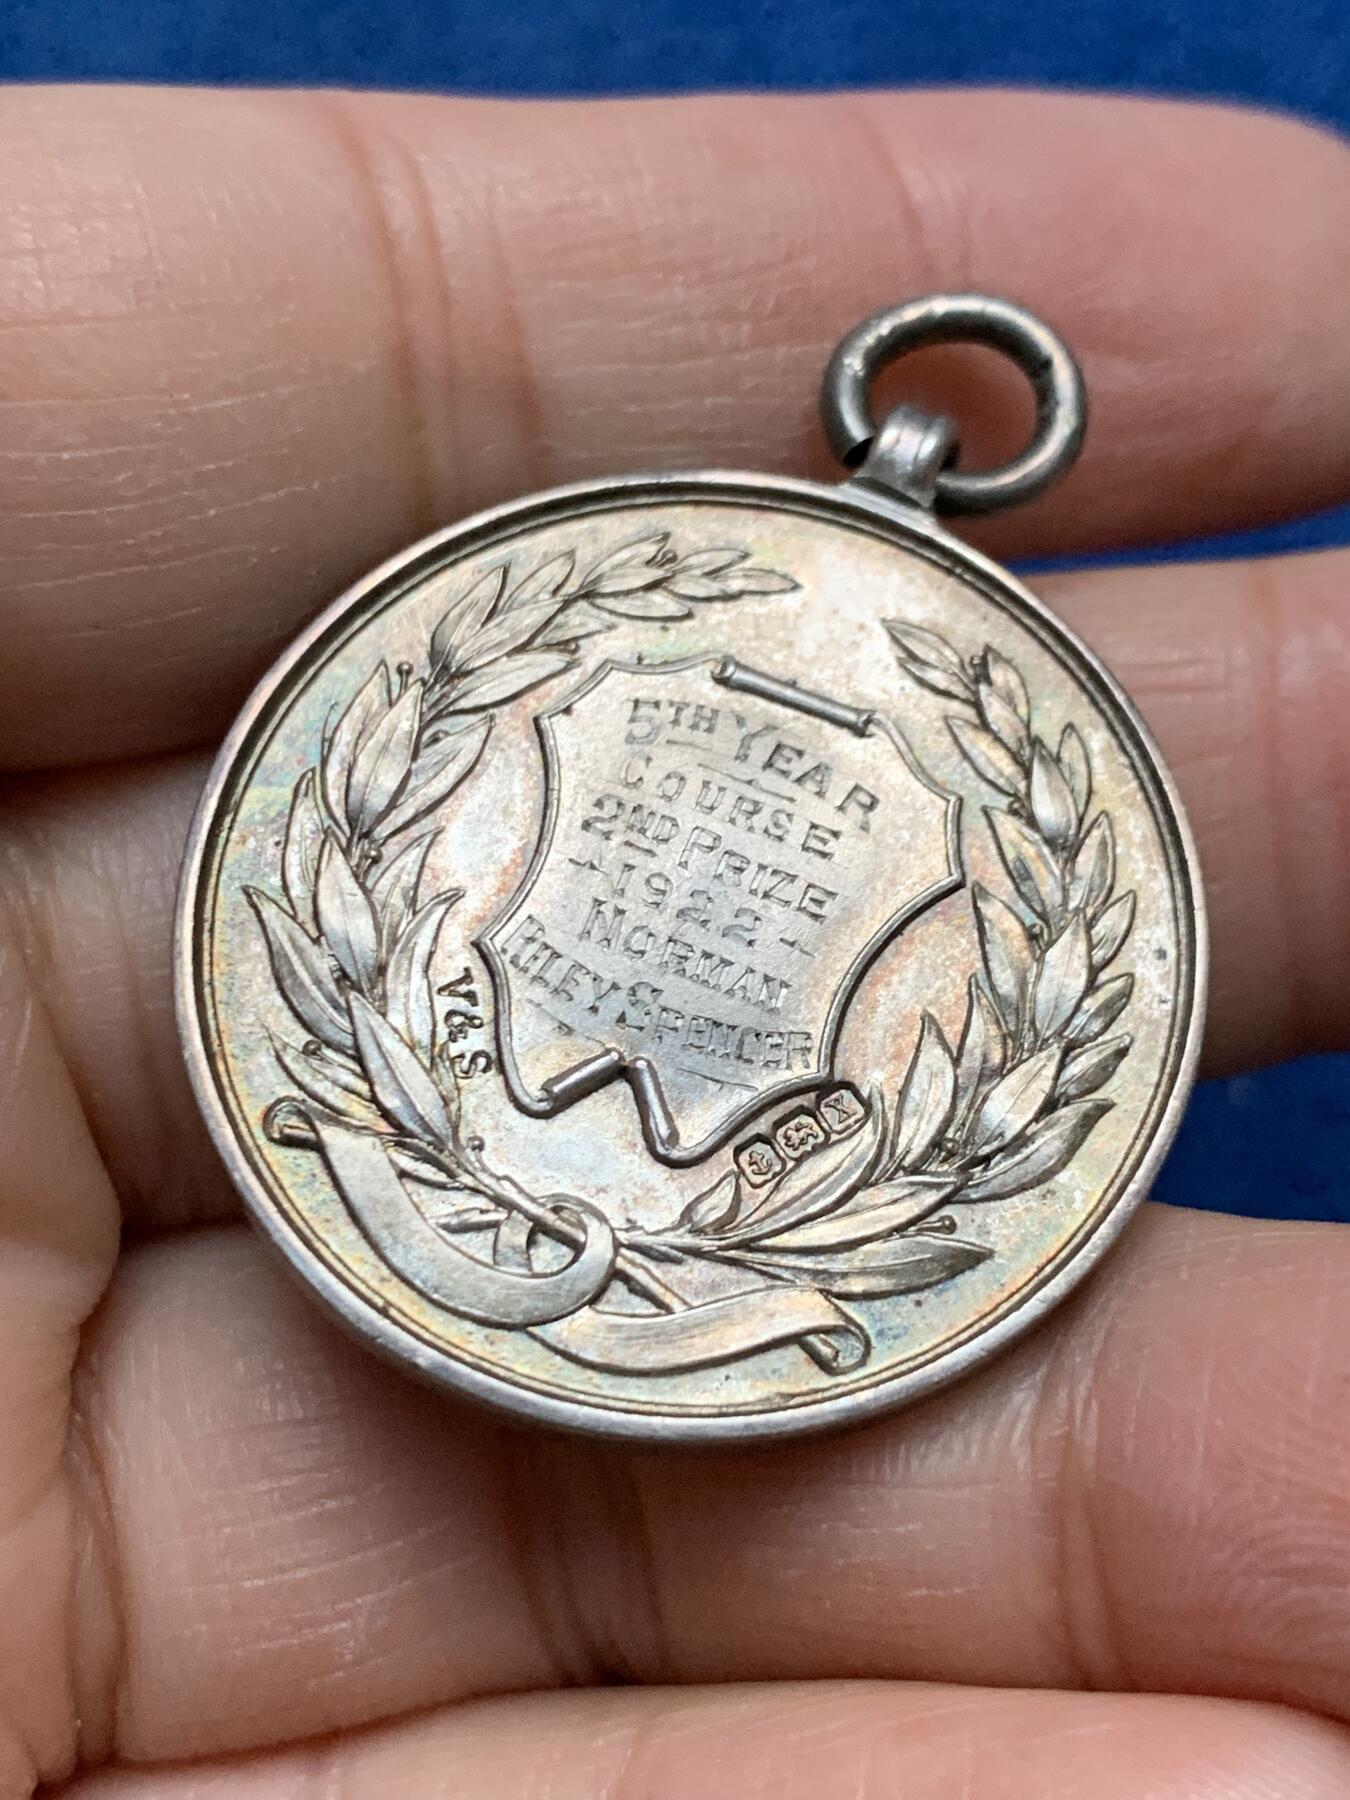 5TH YEAR
COURSE
2ND PRIZE
1922
NORMAN
RILEY SPENCER
V&S
X